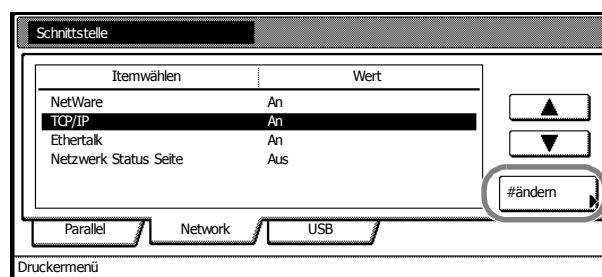 Schnittstelle
Itemwählen Wert
NetWare An
TCP/IP An
Ethertalk An
Netzwerk Status Seite Aus
#ändern
Parallel Network USB
Druckermenü